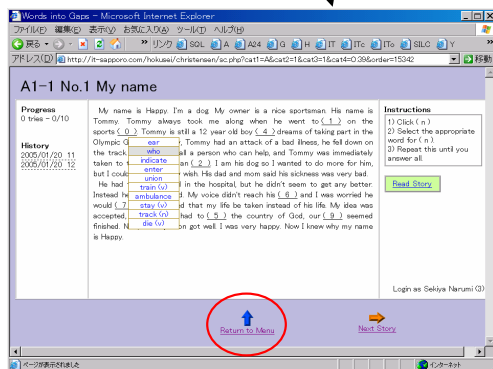 Words into Gaps - Microsoft Internet Explorer
ファイル(F) 編集(E) 表示(V) お気に入り(A) ツール(T) ヘルプ(H)
戻る リンク SQL A A24 G H IT ITc ITo SILC Y
アドレス(D) http://it-sapporo.com/hokusei/christensen/sc.php?cat1=A&cat2=1&cat3=1&cat4=0.39&order=15342 移動
A1-1 No.1 My name
Progress
0 tries - 0/10
History
2005/01/20 11
2005/01/20 12
My name is Happy. I'm a dog. My owner is a nice sportsman. His name is
Tommy. Tommy always took me along when he went to ( 1 ) on the
sports ( 0 ). Tommy is still a 12 year old boy ( 4 ) dreams of taking part in the
Olympic G Tommy had an attack of a bad illness, he fell down on
the track all a person who can help, and Tommy was immediately
taken to an ( 2 ). I am his dog so I wanted to do more for him,
but I coul wish. His dad and mom said his sickness was very bad.
He had in the hospital, but he didn't seem to get any better.
Instead he d. My voice didn't reach his ( 6 ) and I was worried he
would ( 7 d that my life be taken instead of his life. My idea was
accepted, had to ( 5 ) the country of God, our ( 9 ) seemed
finished. N on got well. I was very happy. Now I knew why my name
is Happy.
ear
who
indicate
enter
union
train (v)
ambulance
stay (v)
track (n)
die (v)
Instructions
1) Click ( n )
2) Select the appropriate
word for ( n )
3) Repeat this until you
answer all.
Read Story
Login as Sekiya Narumi (3)
Return to Menu
Next Story
ページが表示されました
インターネット